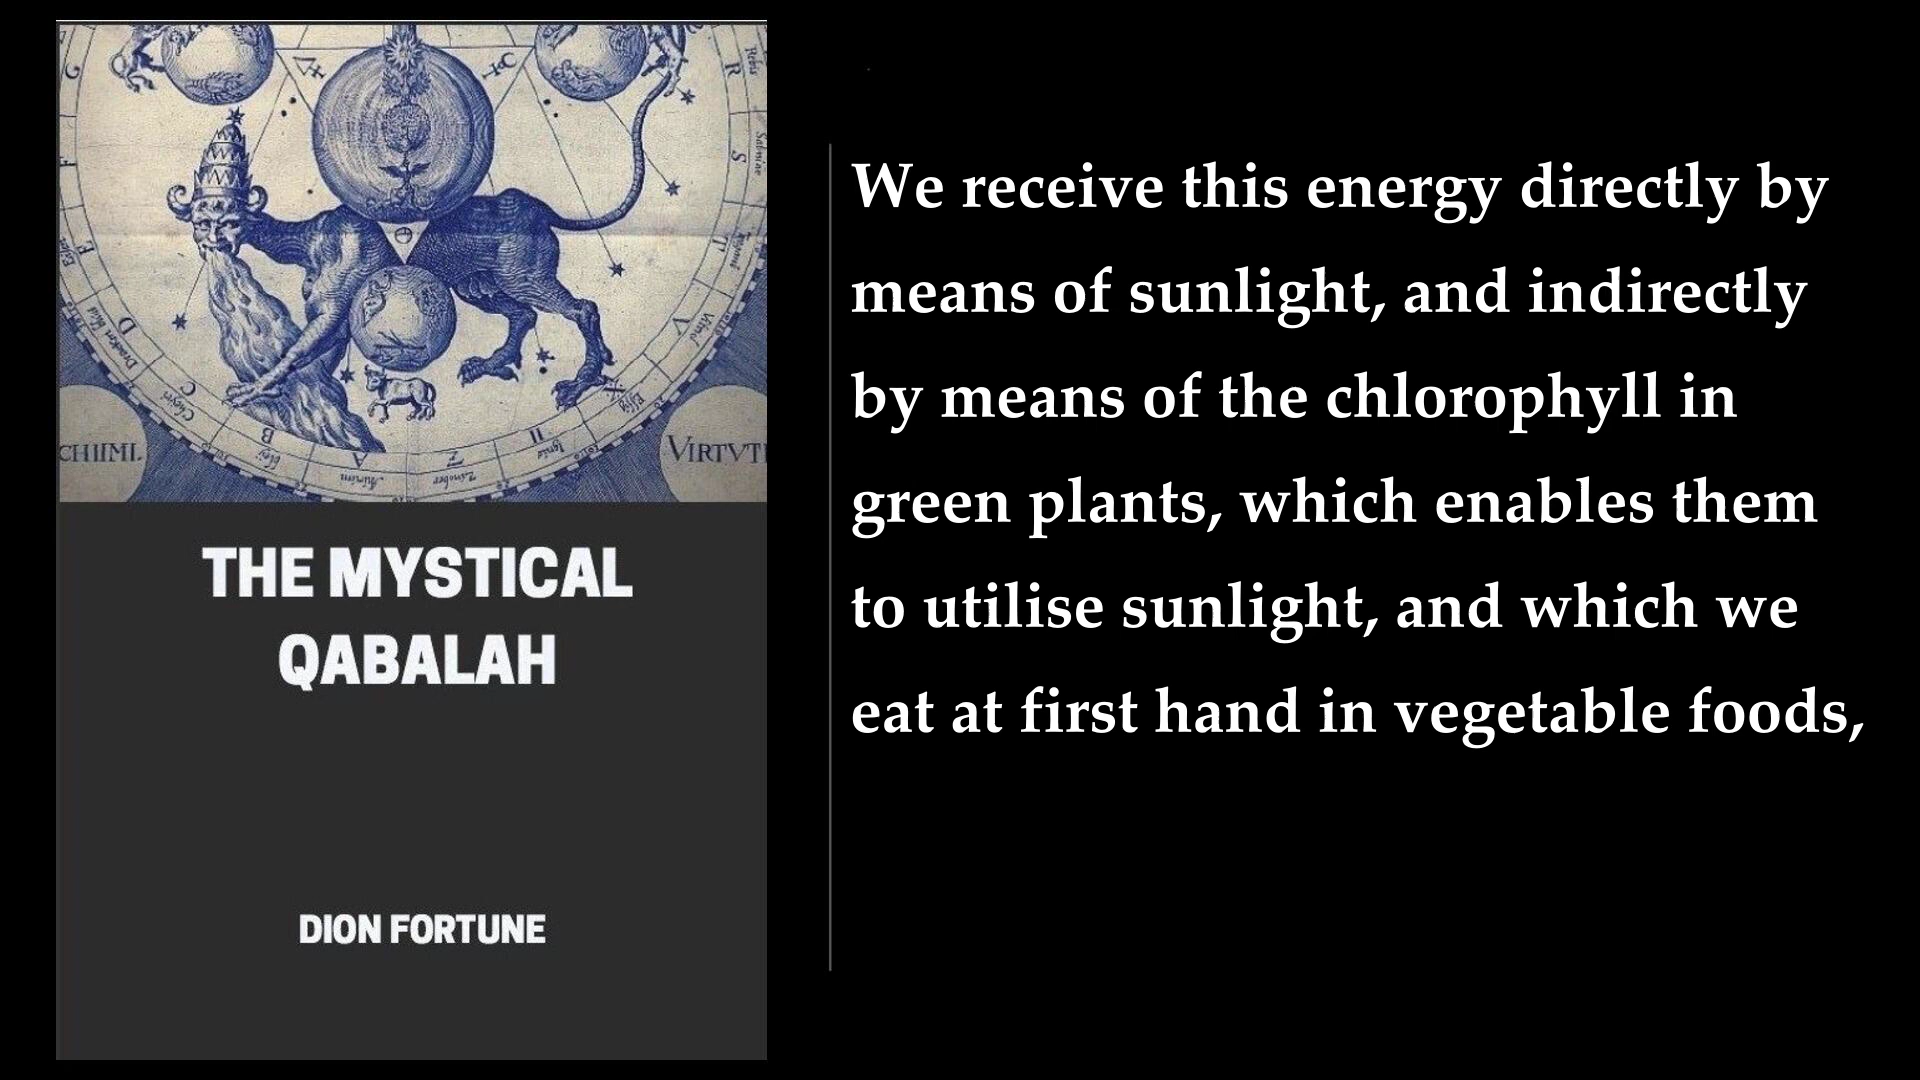 THE MYSTICAL
QABALAH
DION FORTUNE
We receive this energy directly by
means of sunlight, and indirectly
by means of the chlorophyll in
green plants, which enables them
to utilise sunlight, and which we
eat at first hand in vegetable foods,
CHIIMI.
VIRTVTI